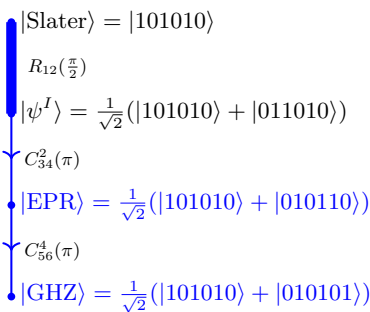 |Slater⟩ = |101010⟩
R₁₂(π/2)
|ψᴵ⟩ = 1/√2(|101010⟩ + |011010⟩)
C²₃₄(π)
|EPR⟩ = 1/√2(|101010⟩ + |010110⟩)
C⁴₅₆(π)
|GHZ⟩ = 1/√2(|101010⟩ + |010101⟩)